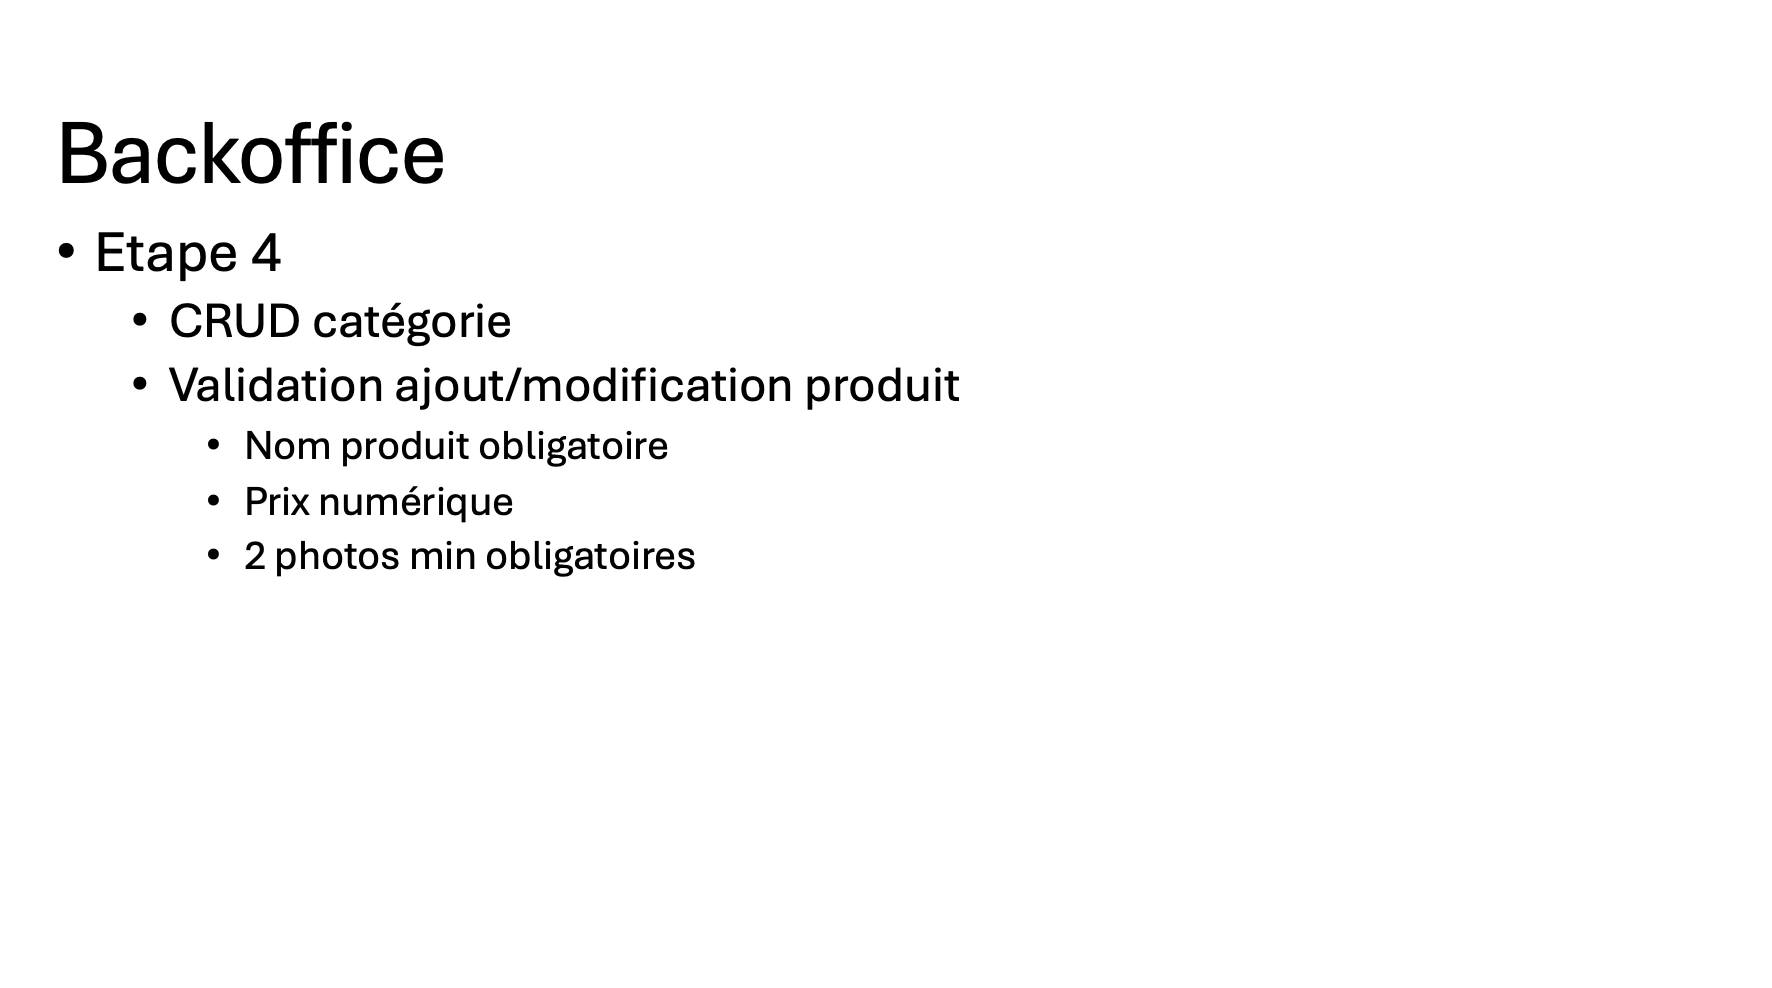 Backoffice
• Etape 4
• CRUD catégorie
• Validation ajout/modification produit
• Nom produit obligatoire
• Prix numérique
• 2 photos min obligatoires